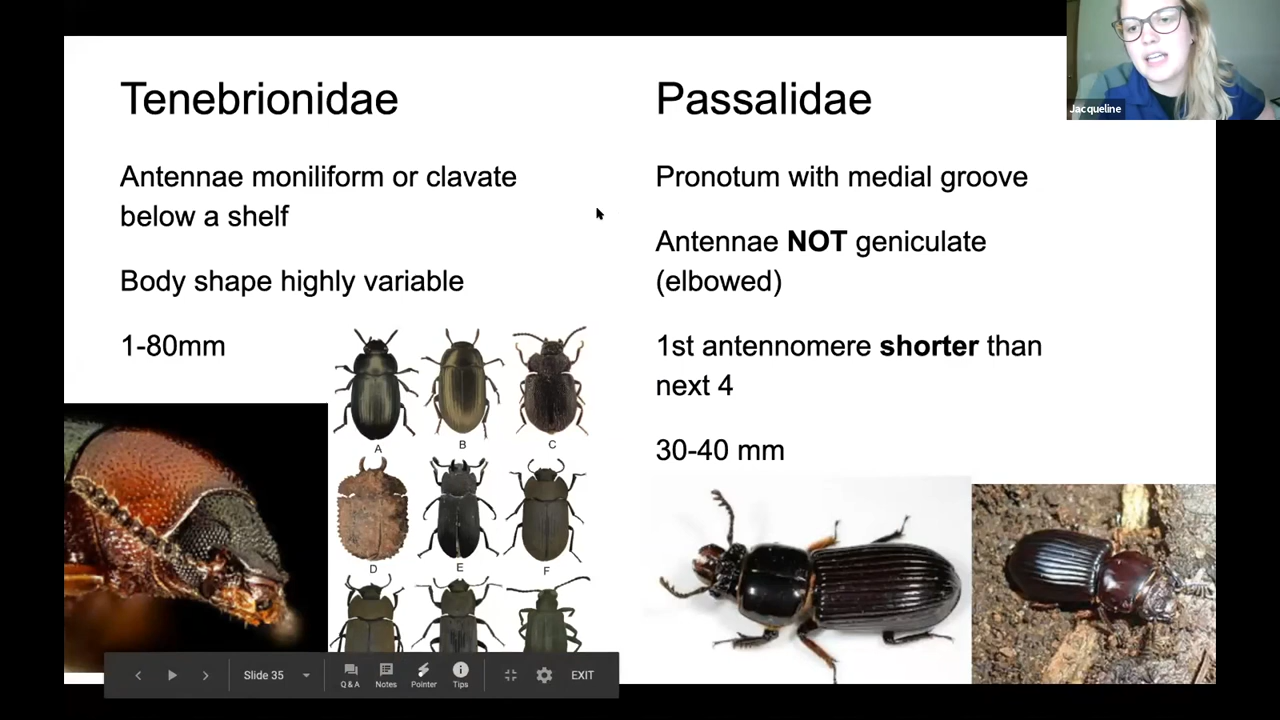 Tenebrionidae
Antennae moniliform or clavate
below a shelf
Body shape highly variable
1-80mm
A
B
C
D
E
F
Passalidae
Pronotum with medial groove
Antennae NOT geniculate
(elbowed)
1st antennomere shorter than
next 4
30-40 mm
Jacqueline
Slide 35
Q & A
Notes
Pointer
Tips
EXIT